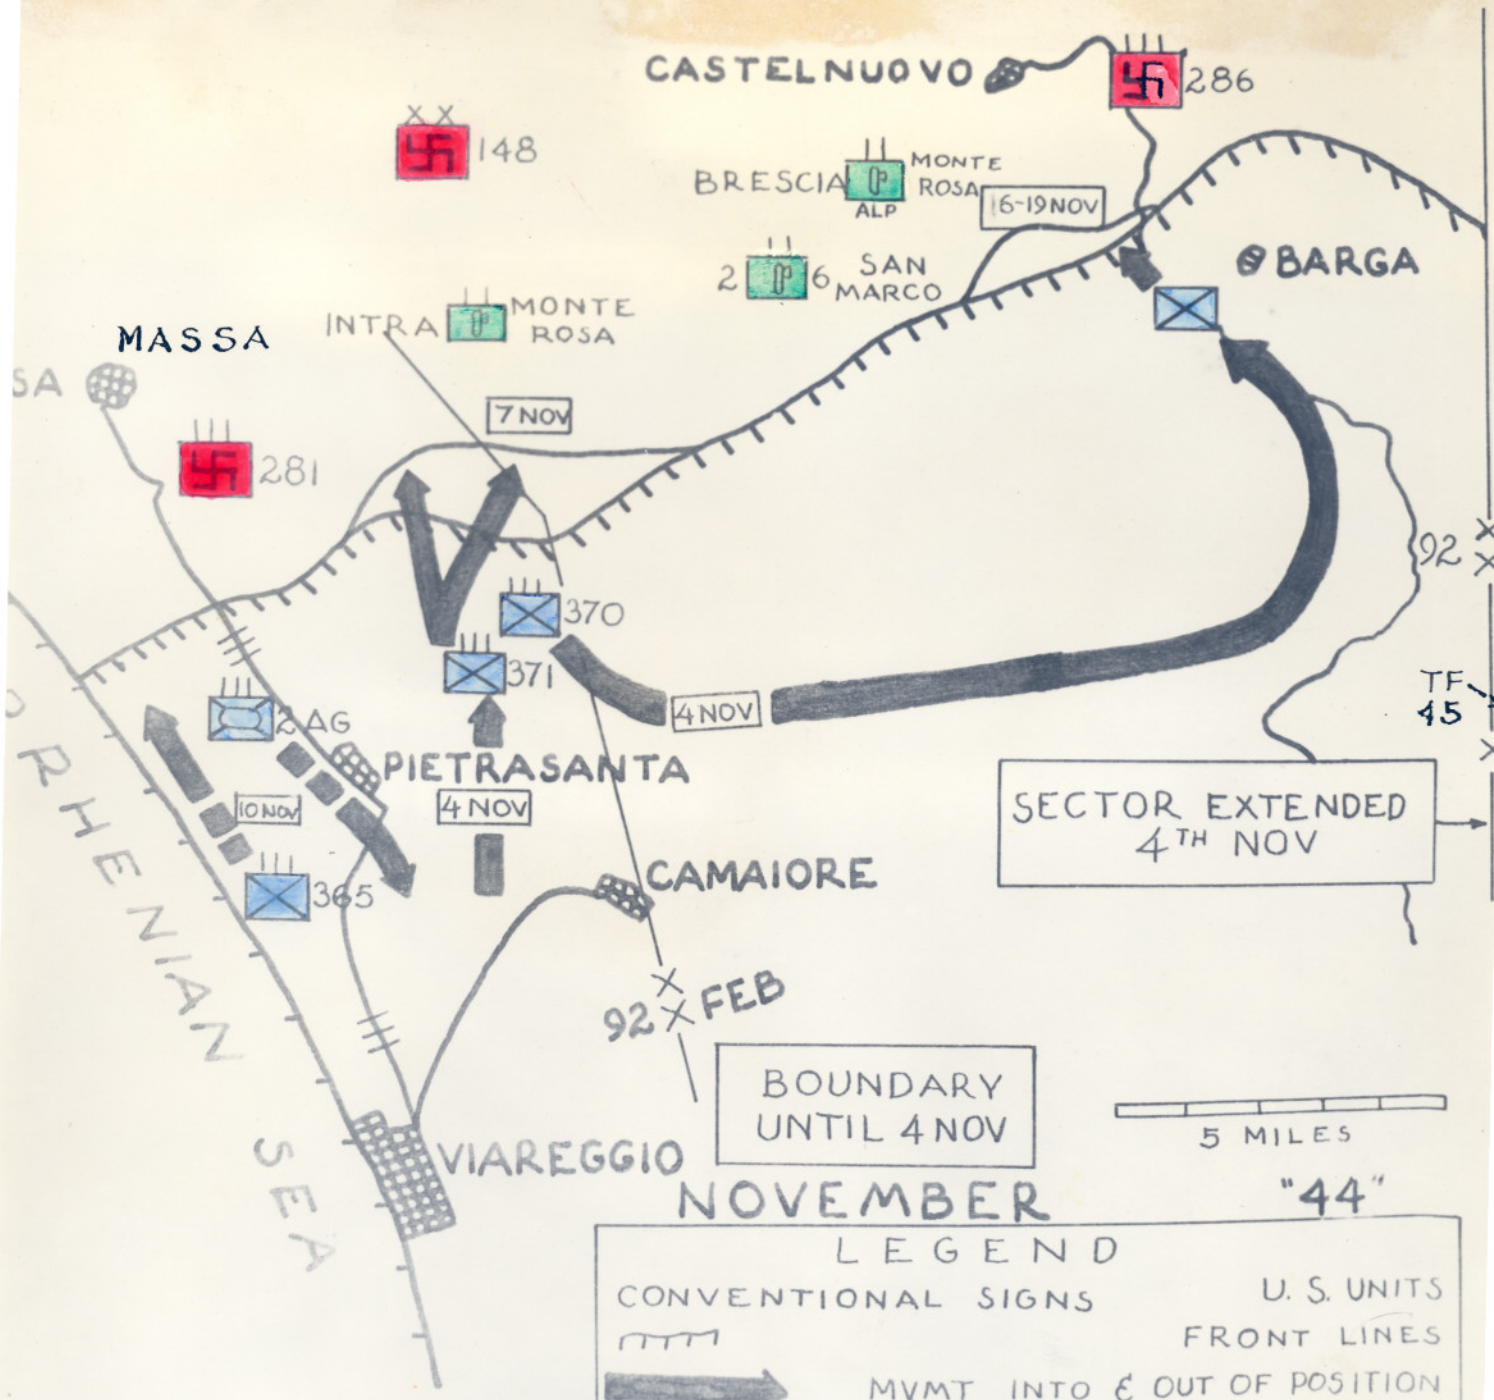 CASTELNUOVO
286
148
BRESCIA
MONTE
ROSA
ALP
16-19 NOV
BARGA
2
6
SAN
MARCO
INTRA
MONTE
ROSA
MASSA
SA
7 NOV
281
92
370
371
4 NOV
TF
45
2 AG
PIETRASANTA
10 NOV
4 NOV
SECTOR EXTENDED
4TH NOV
365
CAMAIORE
RHENIAN
SEA
92
FEB
BOUNDARY
UNTIL 4 NOV
5 MILES
VIAREGGIO
NOVEMBER
"44"
LEGEND
CONVENTIONAL SIGNS
U. S. UNITS
FRONT LINES
MVMT INTO & OUT OF POSITION